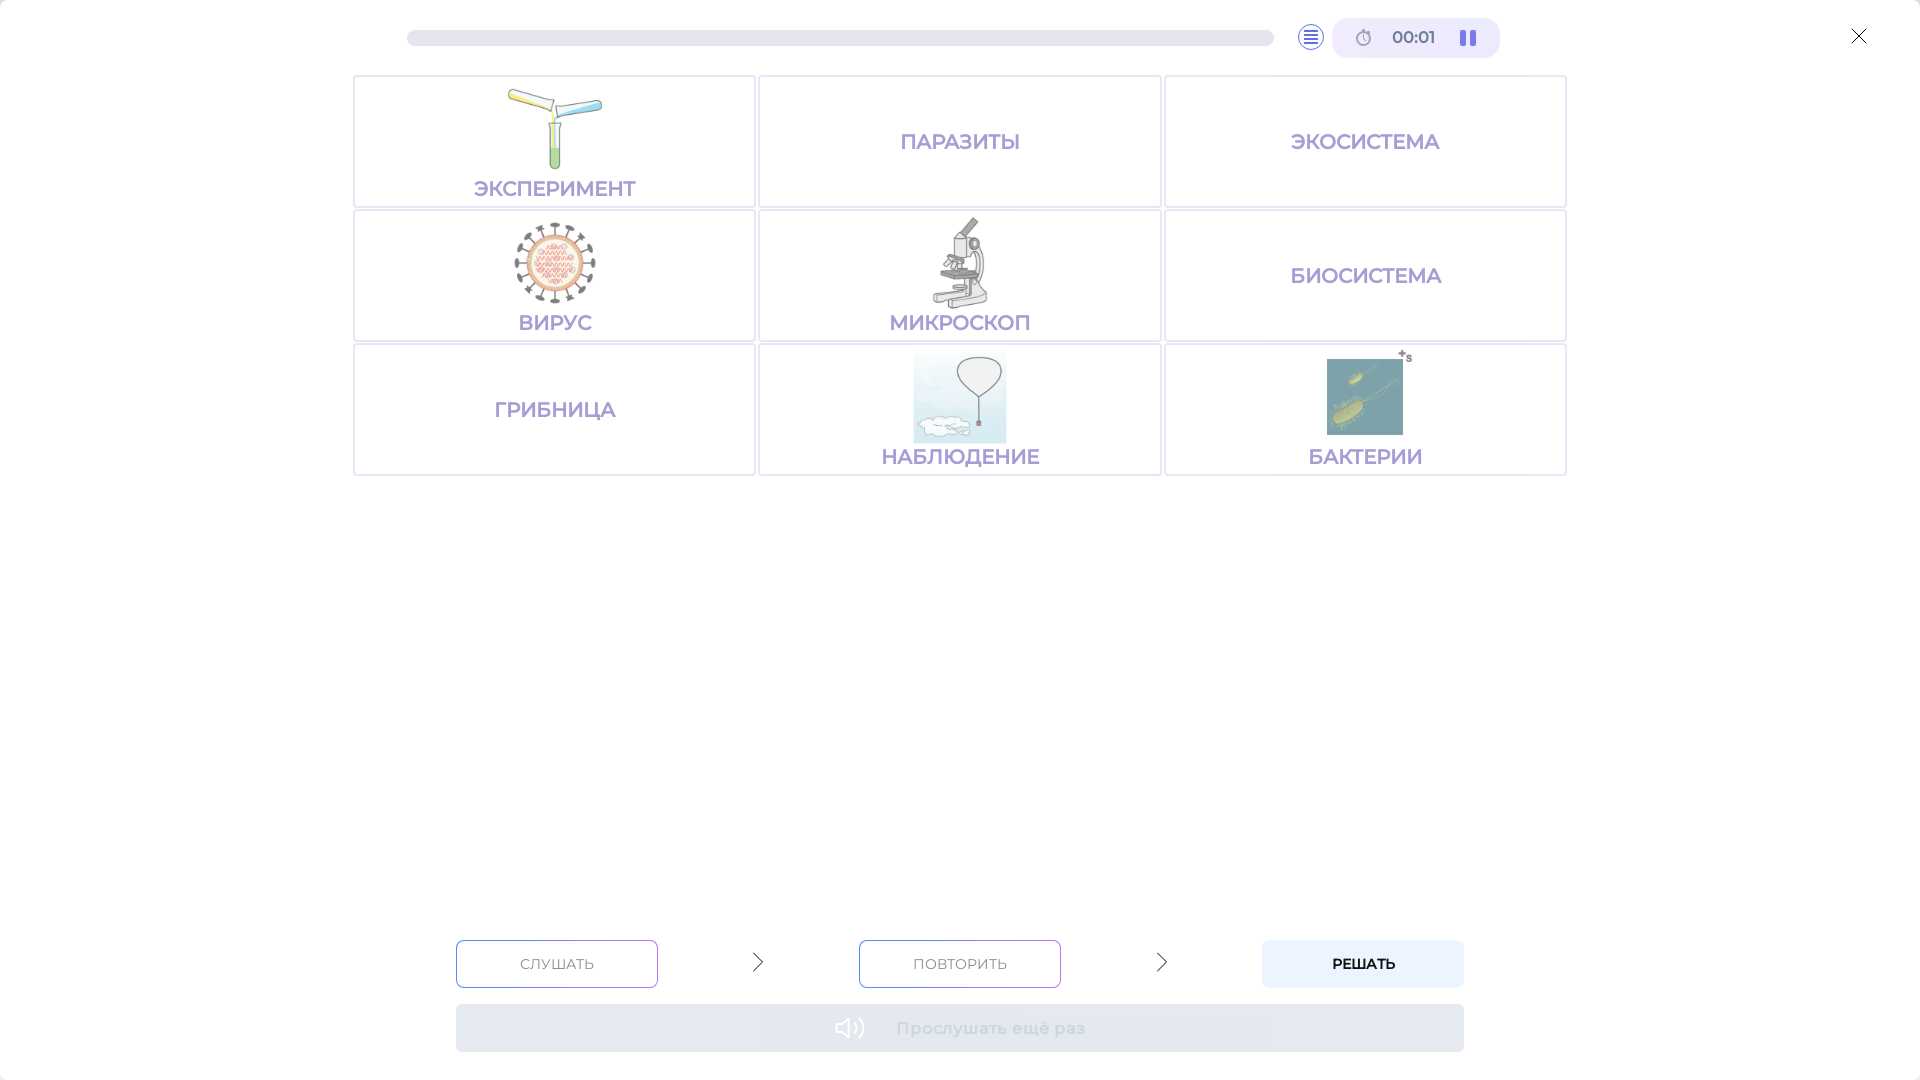 00:01
ЭКСПЕРИМЕНТ
ПАРАЗИТЫ
ЭКОСИСТЕМА
ВИРУС
МИКРОСКОП
БИОСИСТЕМА
ГРИБНИЦА
НАБЛЮДЕНИЕ
+s
БАКТЕРИИ
СЛУШАТЬ
ПОВТОРИТЬ
РЕШАТЬ
Прослушать ещё раз